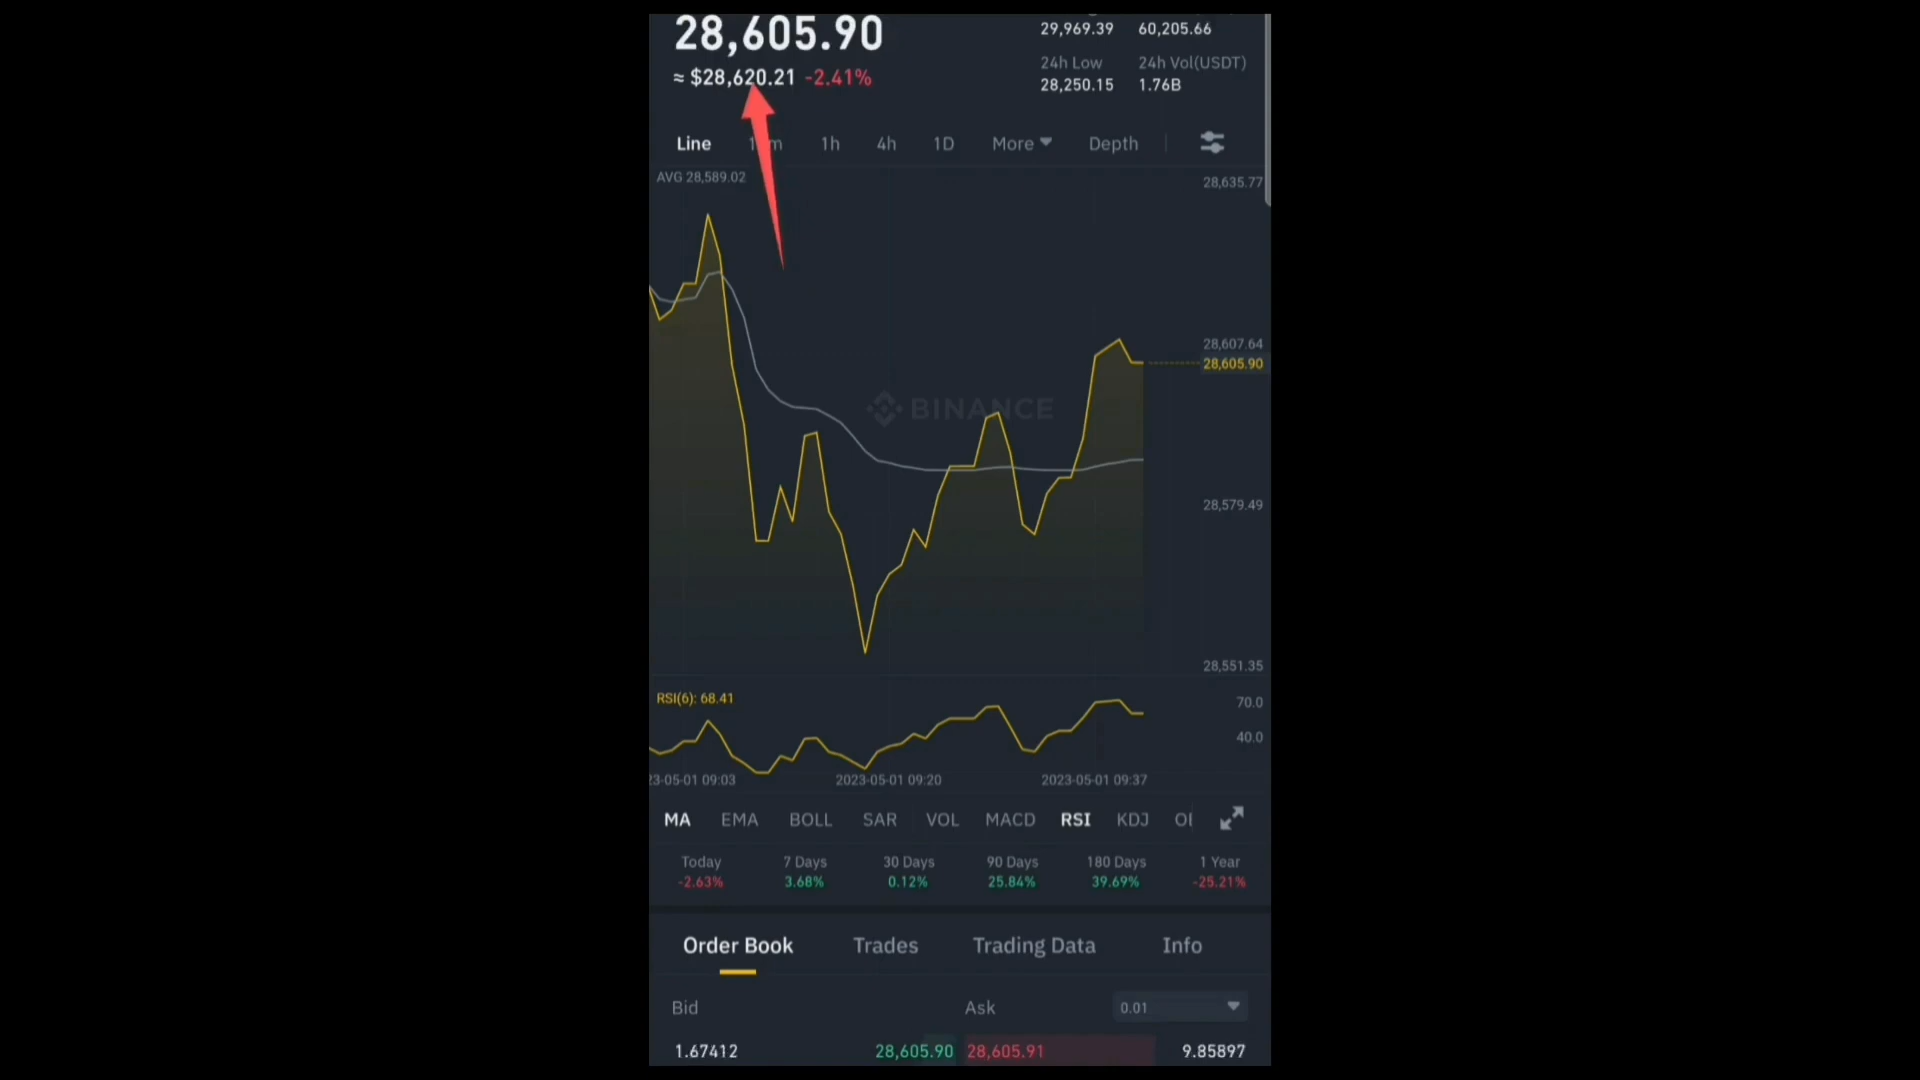 28,605.90
29,969.39 60,205.66
≈ $28,620.21 -2.41%
24h Low 24h Vol(USDT)
28,250.15 1.76B
Line 1h 4h 1D More Depth
AVG 28,589.02
28,635.77
28,607.64
28,605.90
BINANCE
28,579.49
28,551.35
RSI(6): 68.41
70.0
40.0
23-05-01 09:03 2023-05-01 09:20 2023-05-01 09:37
MA EMA BOLL SAR VOL MACD RSI KDJ
Today 7 Days 30 Days 90 Days 180 Days 1 Year
-2.63% 3.68% 0.12% 25.84% 39.69% -25.21%
Order Book Trades Trading Data Info
Bid Ask 0.01
1.67412 28,605.90 28,605.91 9.85897